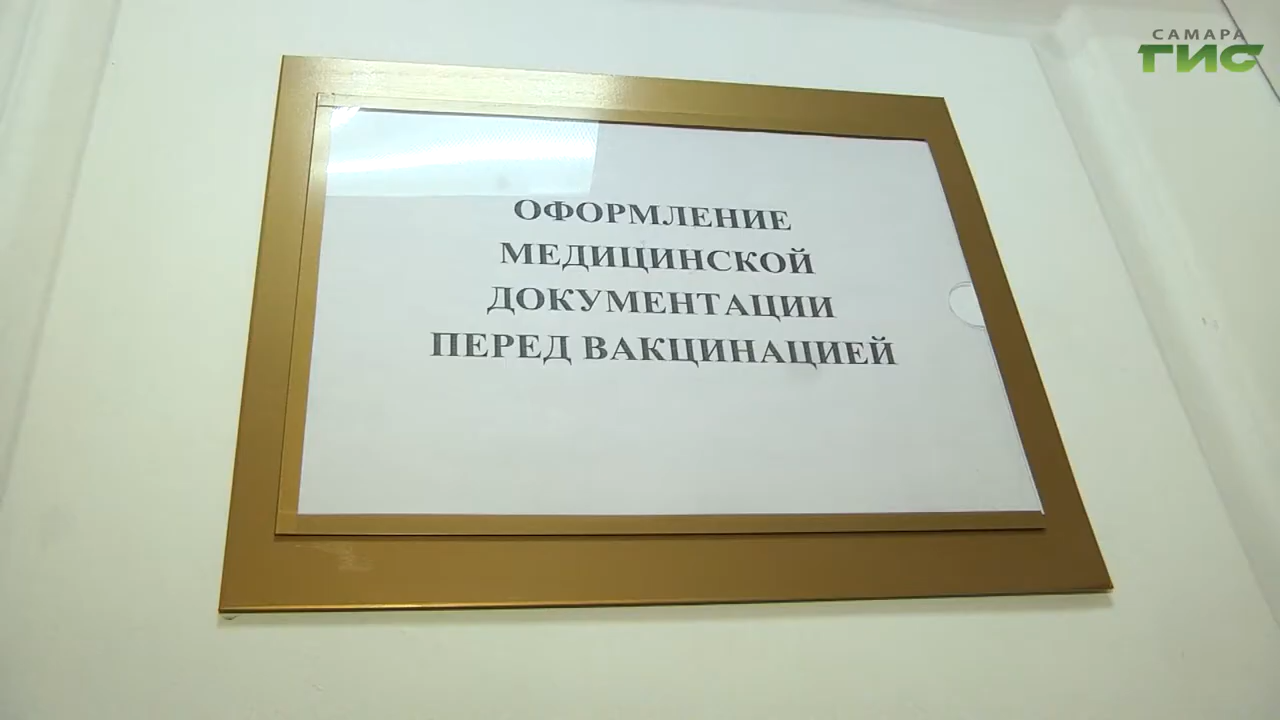 САМАРА
ГИС
ОФОРМЛЕНИЕ
МЕДИЦИНСКОЙ
ДОКУМЕНТАЦИИ
ПЕРЕД ВАКЦИНАЦИЕЙ